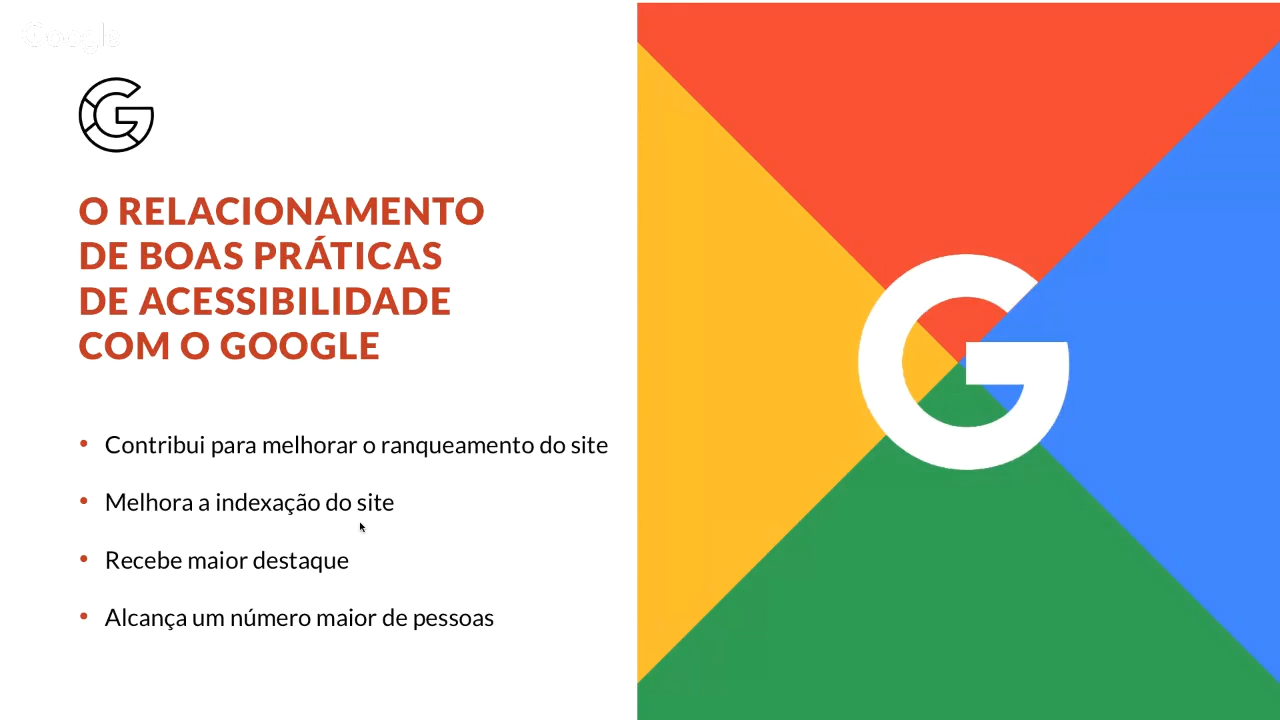 Google
O RELACIONAMENTO
DE BOAS PRÁTICAS
DE ACESSIBILIDADE
COM O GOOGLE
• Contribui para melhorar o ranqueamento do site
• Melhora a indexação do site
• Recebe maior destaque
• Alcança um número maior de pessoas